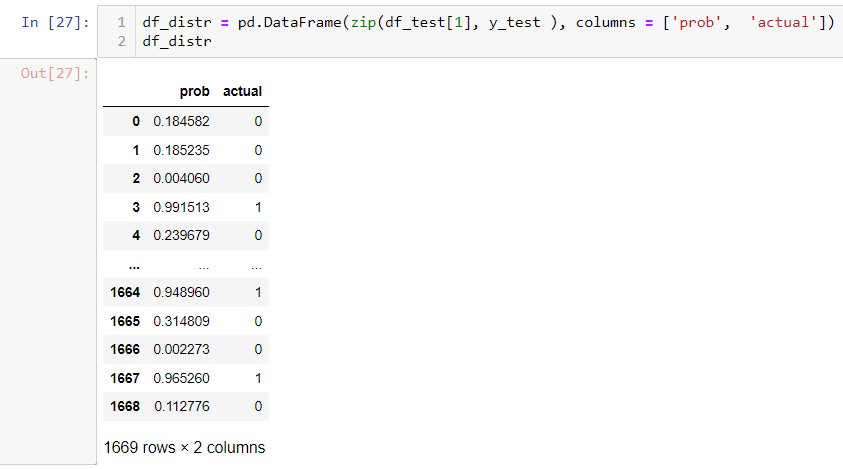 In [27]:
1 df_distr = pd.DataFrame(zip(df_test[1], y_test ), columns = ['prob',  'actual'])
2 df_distr
Out[27]:
prob actual
0 0.184582 0
1 0.185235 0
2 0.004060 0
3 0.991513 1
4 0.239679 0
... ... ...
1664 0.948960 1
1665 0.314809 0
1666 0.002273 0
1667 0.965260 1
1668 0.112776 0
1669 rows × 2 columns